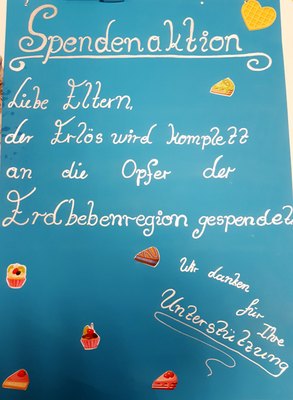 Spendenaktion
Liebe Eltern,
der Erlös wird komplett
an die Opfer der
Erdbebenregion gespendet
Wir danken
für Ihre
Unterstützung